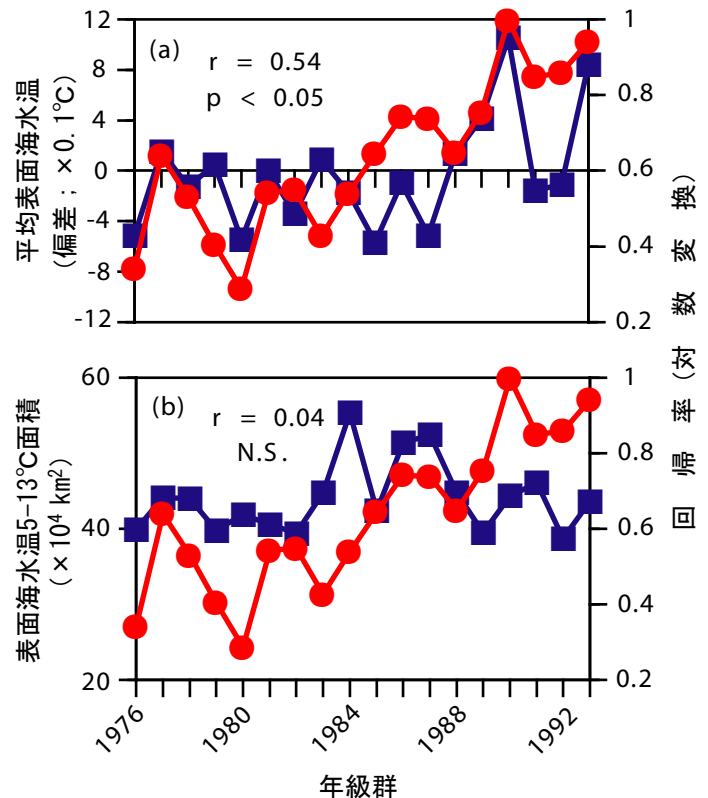 平均表面海水温
(偏差；×0.1℃)
12
8
4
0
-4
-8
-12
(a)
r = 0.54
p < 0.05
1
0.8
0.6
0.4
0.2
表面海水温5-13℃面積
(×10⁴ km²)
60
40
20
(b)
r = 0.04
N.S.
1
0.8
0.6
0.4
0.2
回帰率(対数変換)
1976
1980
1984
1988
1992
年級群